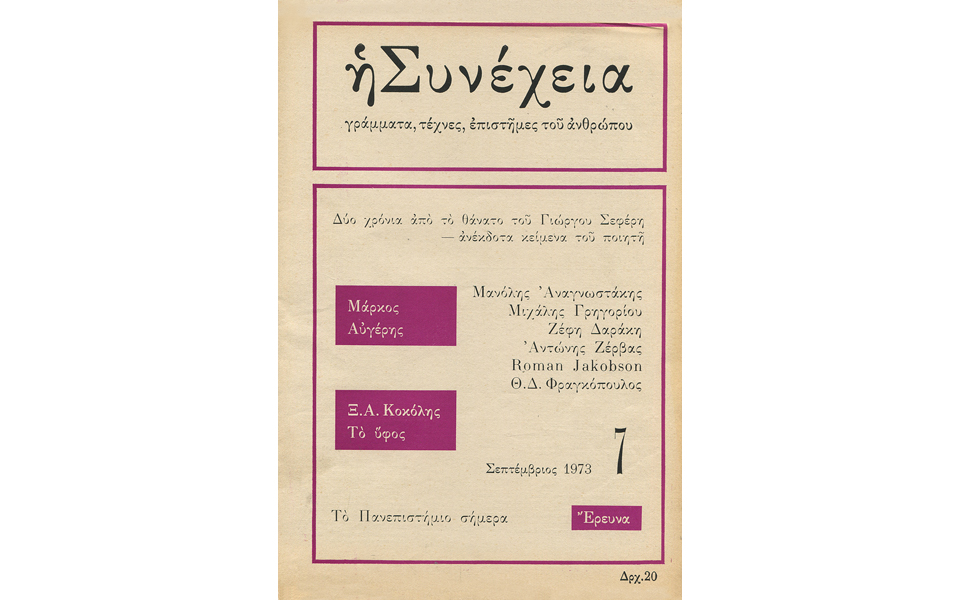 ἡ Συνέχεια
γράμματα, τέχνες, ἐπιστῆμες τοῦ ἀνθρώπου
Δύο χρόνια ἀπὸ τὸ θάνατο τοῦ Γιώργου Σεφέρη
— ἀνέκδοτα κείμενα τοῦ ποιητῆ
Μάρκος
Αὐγέρης
Μανόλης Ἀναγνωστάκης
Μιχάλης Γρηγορίου
Ζέφη Δαράκη
Ἀντώνης Ζέρβας
Roman Jakobson
Θ.Δ. Φραγκόπουλος
Ξ.Α. Κοκόλης
Τὸ ὕφος
Σεπτέμβριος 1973 7
Τὸ Πανεπιστήμιο σήμερα Ἔρευνα
Δρχ.20